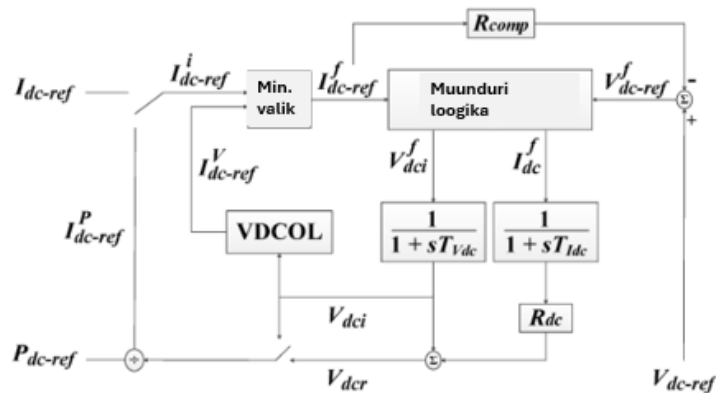 R_comp
I_dc-ref
I^i_dc-ref
Min.
valik
I^f_dc-ref
Muunduri
loogika
V^f_dc-ref
-
Σ
+
I^V_dc-ref
V^f_dci
I^f_dc
I^P_dc-ref
VDCOL
1
1 + sT_Vdc
1
1 + sT_Idc
V_dci
R_dc
P_dc-ref
÷
V_dcr
Σ
V_dc-ref